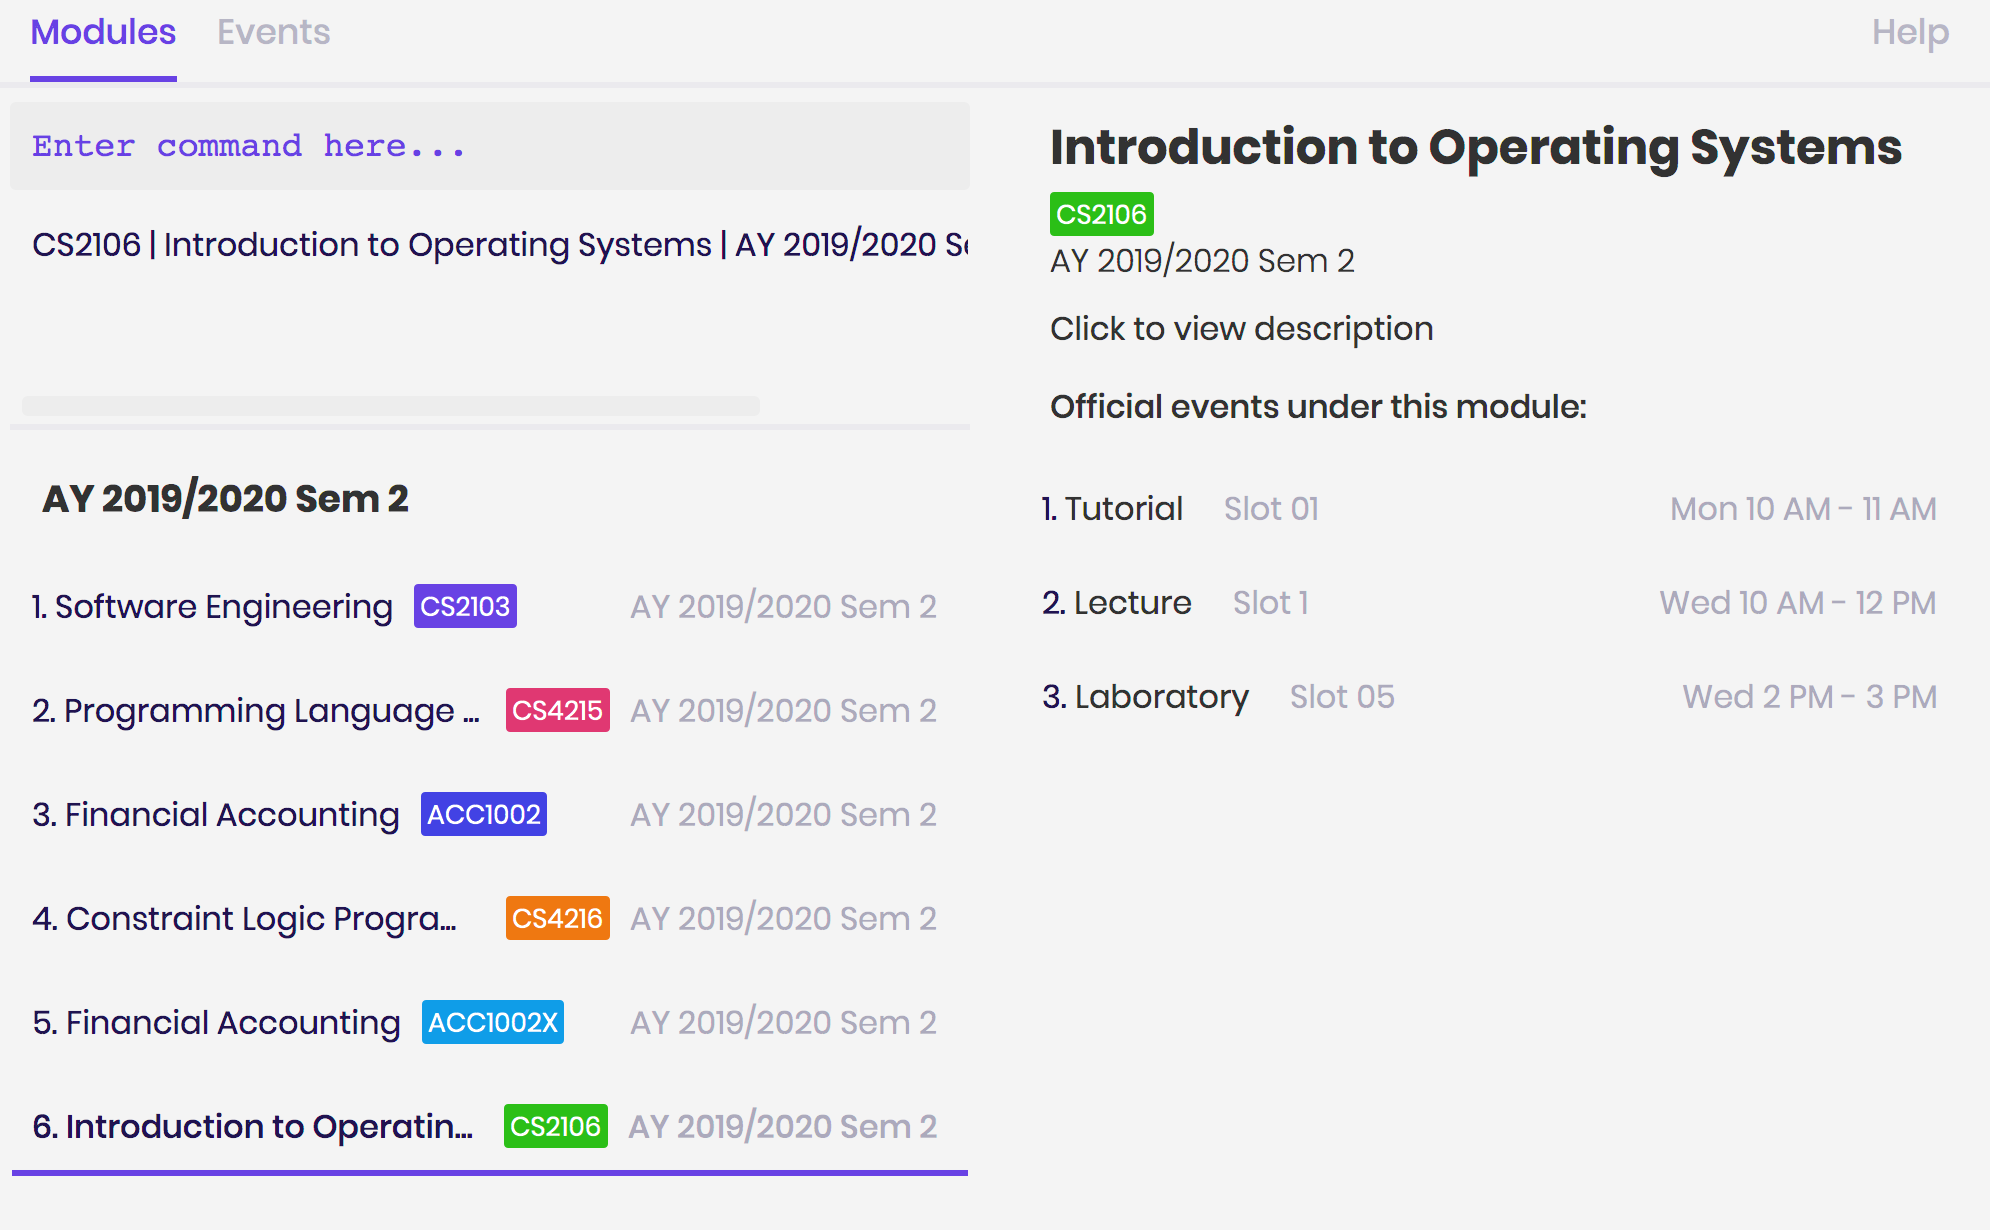 Modules Events Help
Enter command here...
CS2106 | Introduction to Operating Systems | AY 2019/2020
AY 2019/2020 Sem 2
1. Software Engineering CS2103 AY 2019/2020 Sem 2
2. Programming Language ... CS4215 AY 2019/2020 Sem 2
3. Financial Accounting ACC1002 AY 2019/2020 Sem 2
4. Constraint Logic Progra... CS4216 AY 2019/2020 Sem 2
5. Financial Accounting ACC1002X AY 2019/2020 Sem 2
6. Introduction to Operatin... CS2106 AY 2019/2020 Sem 2
Introduction to Operating Systems
CS2106
AY 2019/2020 Sem 2
Click to view description
Official events under this module:
1. Tutorial Slot 01 Mon 10 AM - 11 AM
2. Lecture Slot 1 Wed 10 AM - 12 PM
3. Laboratory Slot 05 Wed 2 PM - 3 PM